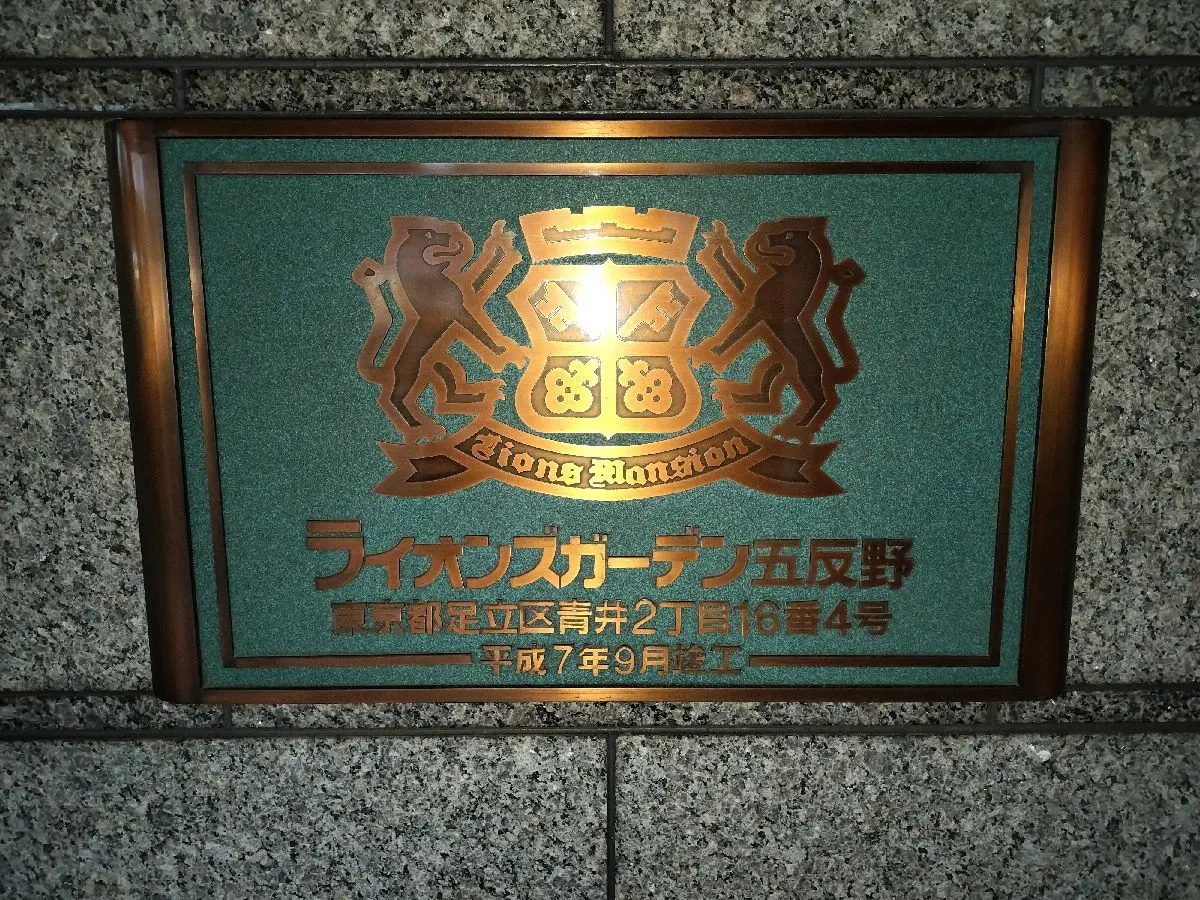 Lions Mansion
ライオンズガーデン五反野
東京都足立区青井2丁目16番4号
平成7年9月竣工